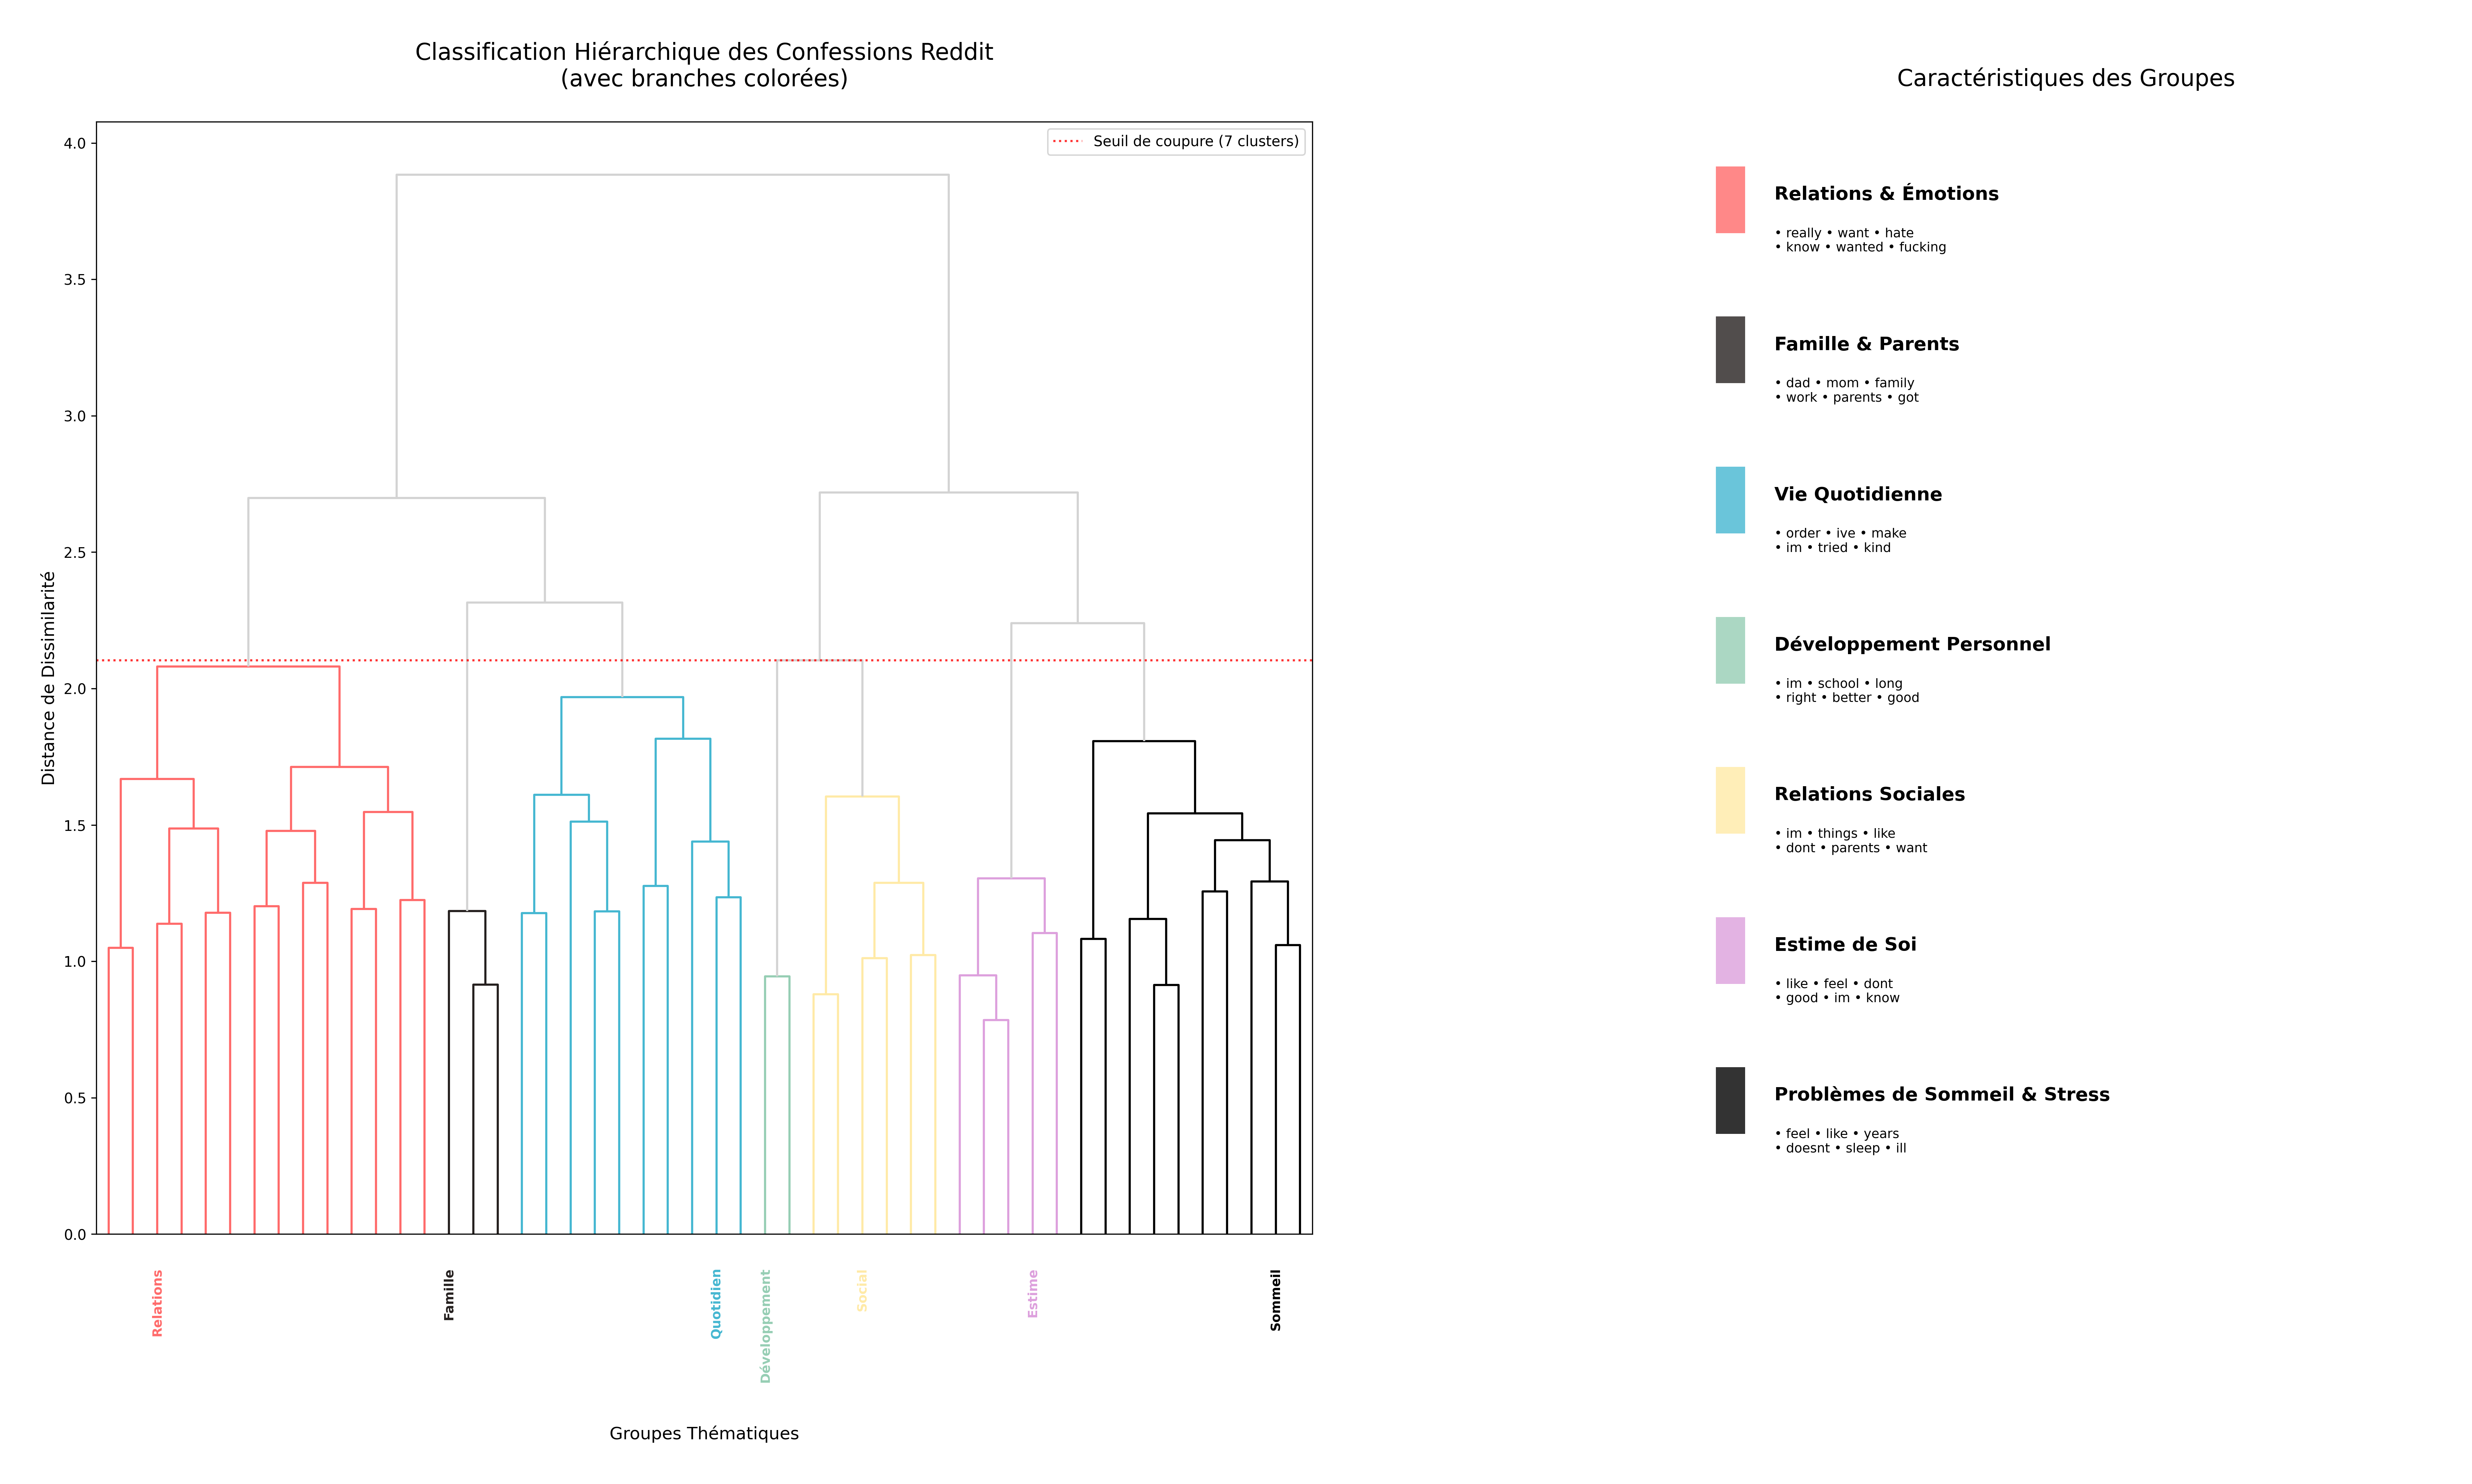 Classification Hiérarchique des Confessions Reddit
(avec branches colorées)
Seuil de coupure (7 clusters)
Distance de Dissimilarité
4.0
3.5
3.0
2.5
2.0
1.5
1.0
0.5
0.0
Relations
Famille
Quotidien
Développement
Social
Estime
Sommeil
Groupes Thématiques
Caractéristiques des Groupes
Relations & Émotions
• really • want • hate
• know • wanted • fucking
Famille & Parents
• dad • mom • family
• work • parents • got
Vie Quotidienne
• order • ive • make
• im • tried • kind
Développement Personnel
• im • school • long
• right • better • good
Relations Sociales
• im • things • like
• dont • parents • want
Estime de Soi
• like • feel • dont
• good • im • know
Problèmes de Sommeil & Stress
• feel • like • years
• doesnt • sleep • ill